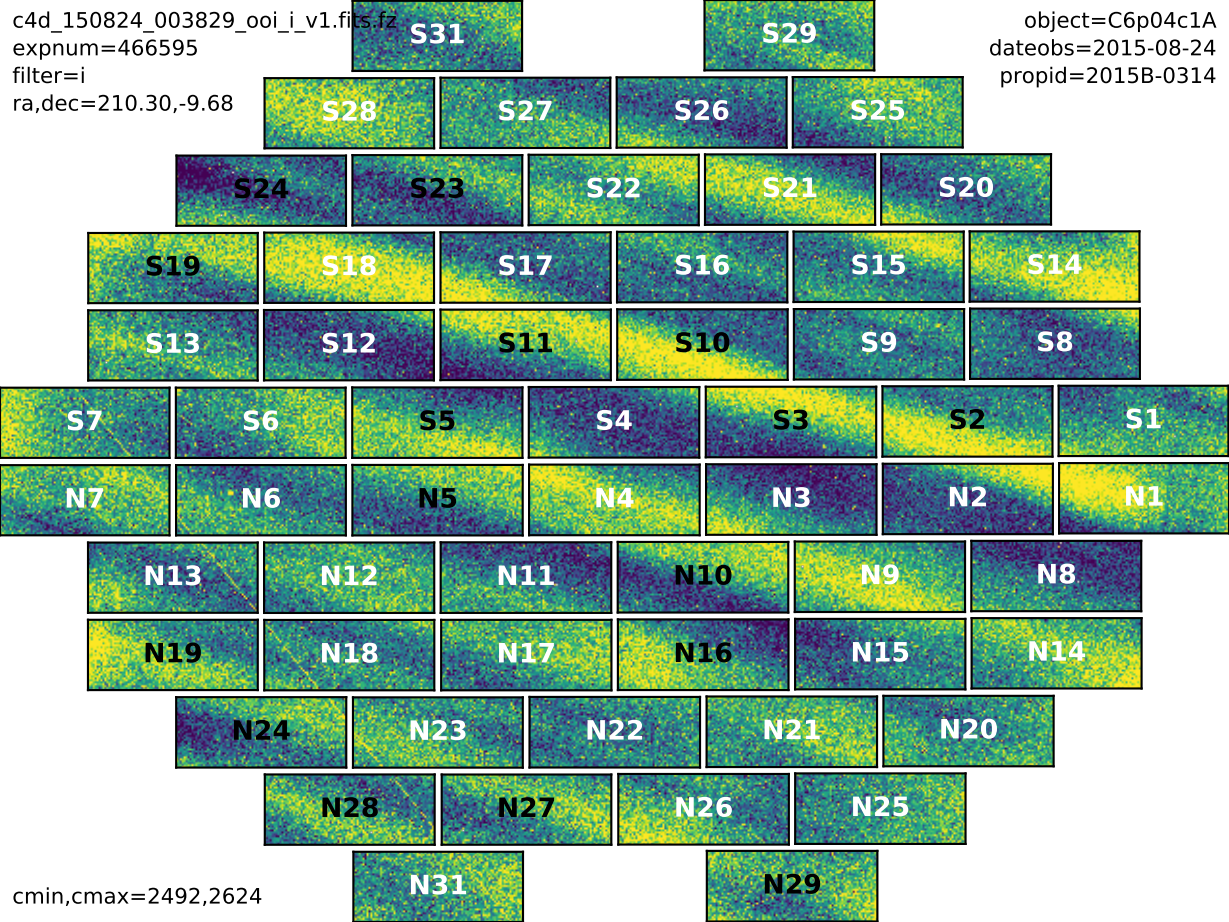 c4d_150824_003829_ooi_i_v1.fits.fz
expnum=466595
filter=i
ra,dec=210.30,-9.68
object=C6p04c1A
dateobs=2015-08-24
propid=2015B-0314
S31 S29
S28 S27 S26 S25
S24 S23 S22 S21 S20
S19 S18 S17 S16 S15 S14
S13 S12 S11 S10 S9 S8
S7 S6 S5 S4 S3 S2 S1
N7 N6 N5 N4 N3 N2 N1
N13 N12 N11 N10 N9 N8
N19 N18 N17 N16 N15 N14
N24 N23 N22 N21 N20
N28 N27 N26 N25
N31 N29
cmin,cmax=2492,2624